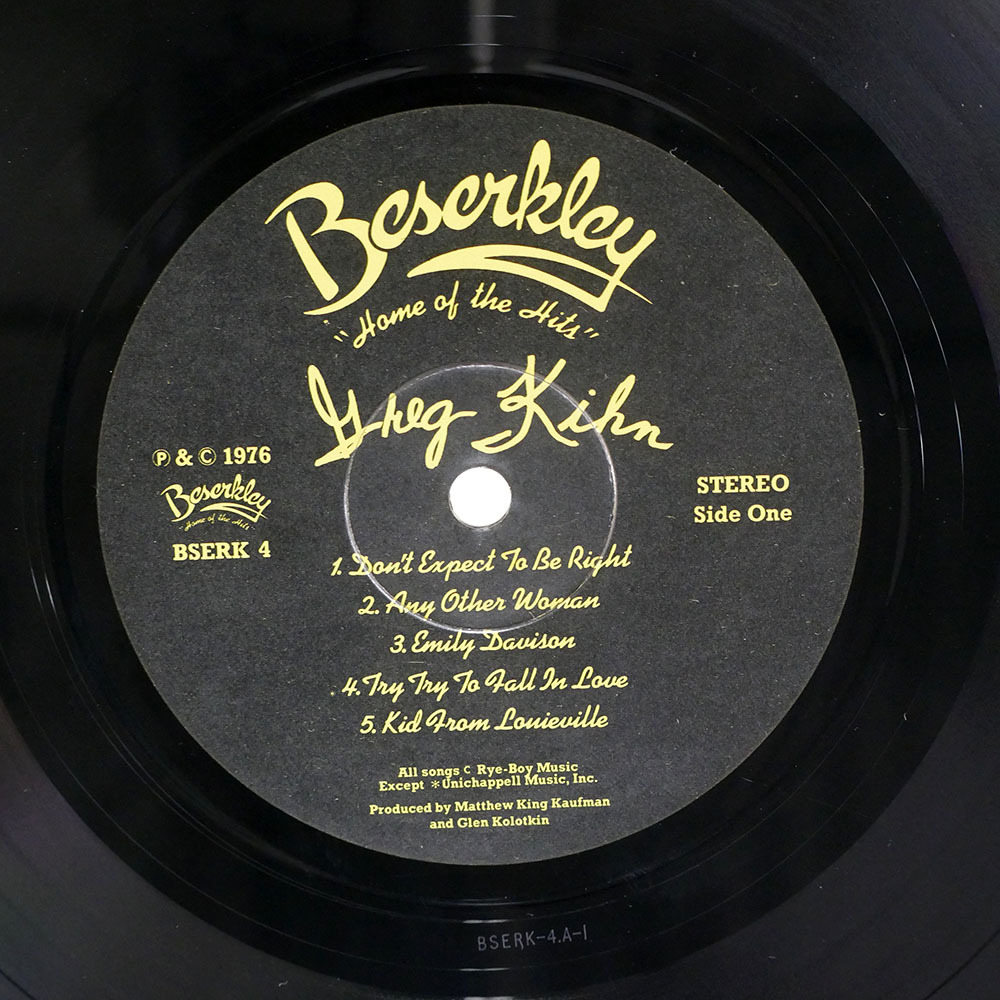 Beserkley
"Home of the Hits"
Greg Kihn
Ⓟ & Ⓒ 1976
Beserkley
"Home of the Hits"
BSERK 4
STEREO
Side One
1. Don't Expect To Be Right
2. Any Other Woman
3. Emily Davison
4. Try Try To Fall In Love
5. Kid From Louieville
All songs C Rye-Boy Music
Except *Unichappell Music, Inc.
Produced by Matthew King Kaufman
and Glen Kolotkin
BSERK-4.A-1